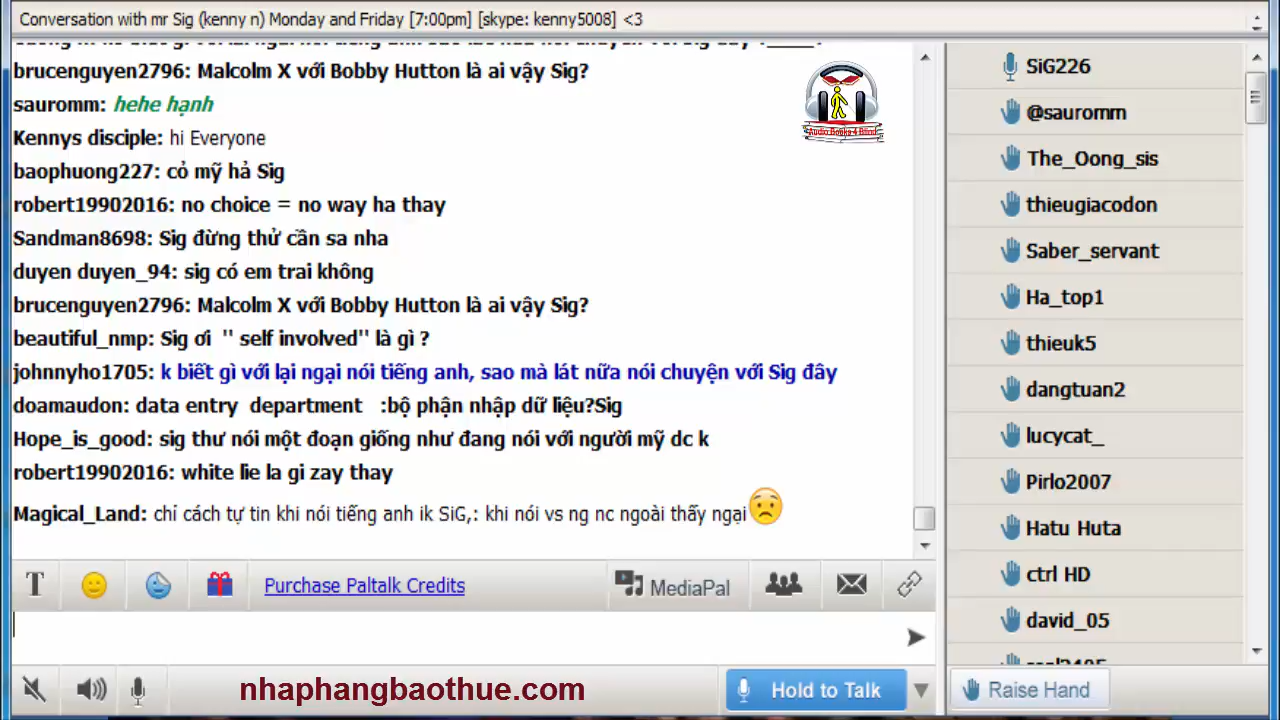 Conversation with mr Sig (kenny n) Monday and Friday [7:00pm] [skype: kenny5008] <3
brucenguyen2796: Malcolm X với Bobby Hutton là ai vậy Sig?
sauromm: hehe hạnh
Kennys disciple: hi Everyone
baophuong227: cỏ mỹ hả Sig
robert19902016: no choice = no way ha thay
Sandman8698: Sig đừng thử cần sa nha
duyen duyen_94: sig có em trai không
brucenguyen2796: Malcolm X với Bobby Hutton là ai vậy Sig?
beautiful_nmp: Sig ơi '' self involved'' là gì ?
johnnyho1705: k biết gì với lại ngại nói tiếng anh, sao mà lát nữa nói chuyện với Sig đây
doamaudon: data entry department :bộ phận nhập dữ liệu?Sig
Hope_is_good: sig thư nói một đoạn giống như đang nói với người mỹ dc k
robert19902016: white lie la gi zay thay
Magical_Land: chí cách tự tin khi nói tiếng anh ik SiG,: khi nói vs ng nc ngoài thấy ngại
Audio Books 4 Blind
SiG226
@sauromm
The_Oong_sis
thieugiacodon
Saber_servant
Ha_top1
thieuk5
dangtuan2
lucycat_
Pirlo2007
Hatu Huta
ctrl HD
david_05
T
Purchase Paltalk Credits
MediaPal
nhaphangbaothue.com
Hold to Talk
Raise Hand